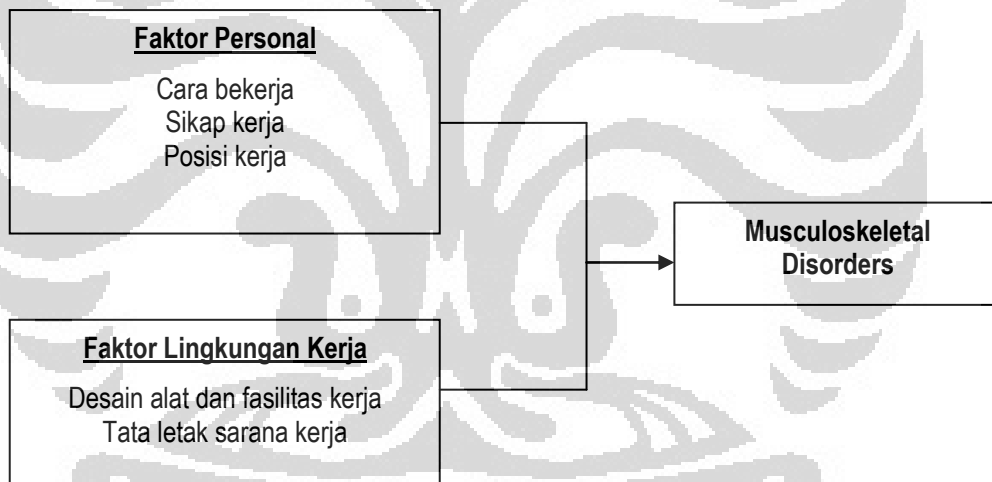 Faktor Personal
Cara bekerja
Sikap kerja
Posisi kerja
Musculoskeletal
Disorders
Faktor Lingkungan Kerja
Desain alat dan fasilitas kerja
Tata letak sarana kerja